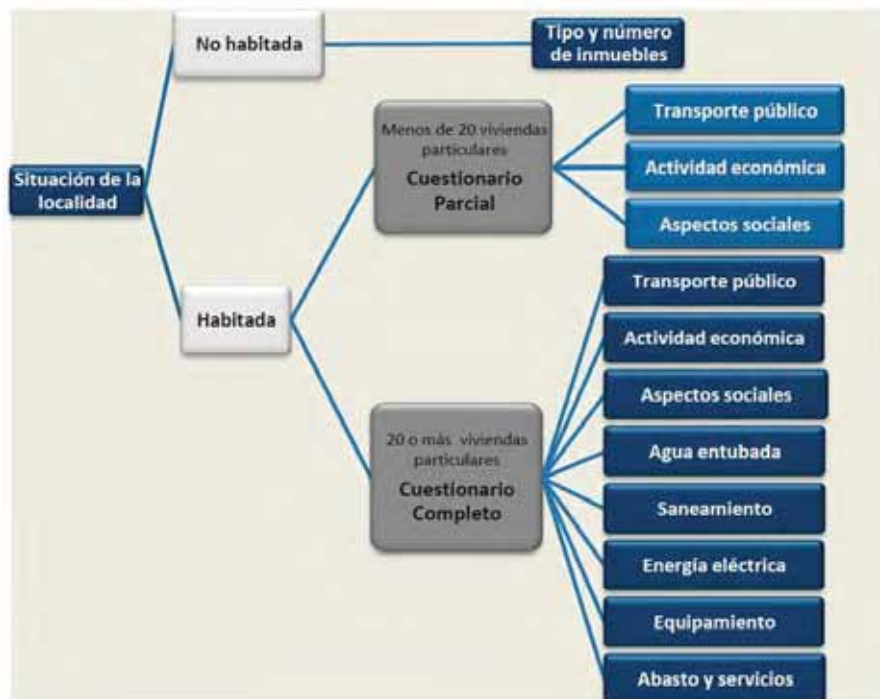 Situación de la
localidad
No habitada
Tipo y número
de inmuebles
Habitada
Menos de 20 viviendas
particulares
Cuestionario
Parcial
Transporte público
Actividad económica
Aspectos sociales
20 o más viviendas
particulares
Cuestionario
Completo
Transporte público
Actividad económica
Aspectos sociales
Agua entubada
Saneamiento
Energía eléctrica
Equipamiento
Abasto y servicios